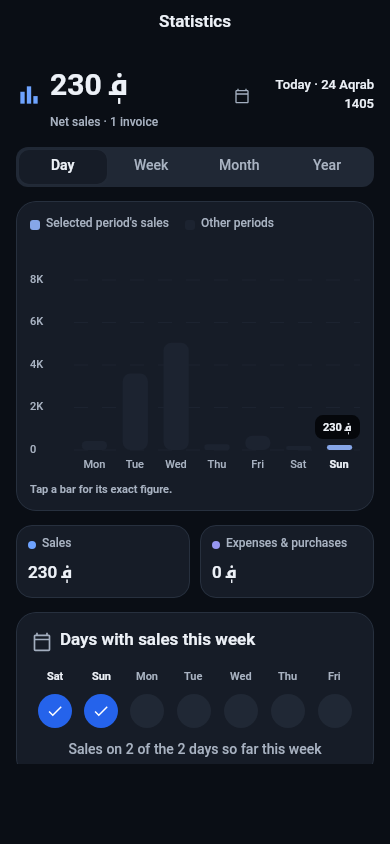 Statistics
230 ؋
Today · 24 Aqrab
1405
Net sales · 1 invoice
Day Week Month Year
Selected period's sales Other periods
8K
6K
4K
2K
0
230 ؋
Mon Tue Wed Thu Fri Sat Sun
Tap a bar for its exact figure.
Sales Expenses & purchases
230 ؋ 0 ؋
Days with sales this week
Sat Sun Mon Tue Wed Thu Fri
Sales on 2 of the 2 days so far this week